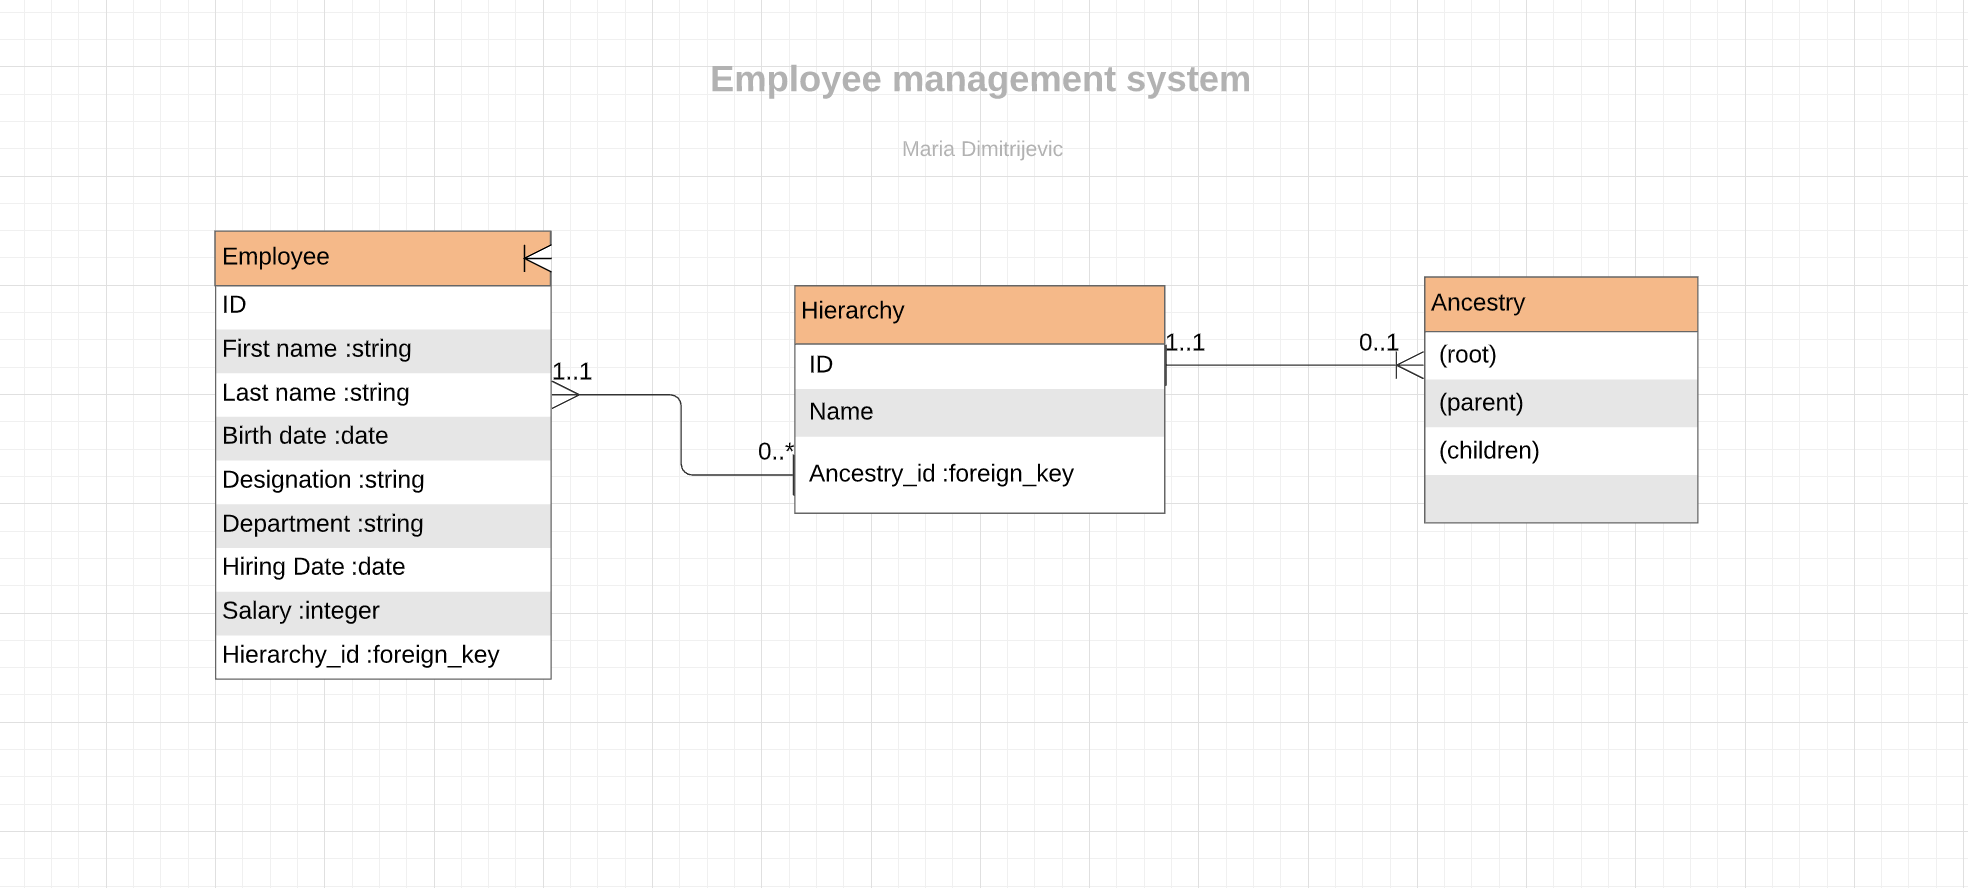 Employee management system
Maria Dimitrijevic
Employee
ID
First name :string
Last name :string
Birth date :date
Designation :string
Department :string
Hiring Date :date
Salary :integer
Hierarchy_id :foreign_key
1..1
0..*
Hierarchy
ID
Name
Ancestry_id :foreign_key
1..1
0..1
Ancestry
(root)
(parent)
(children)